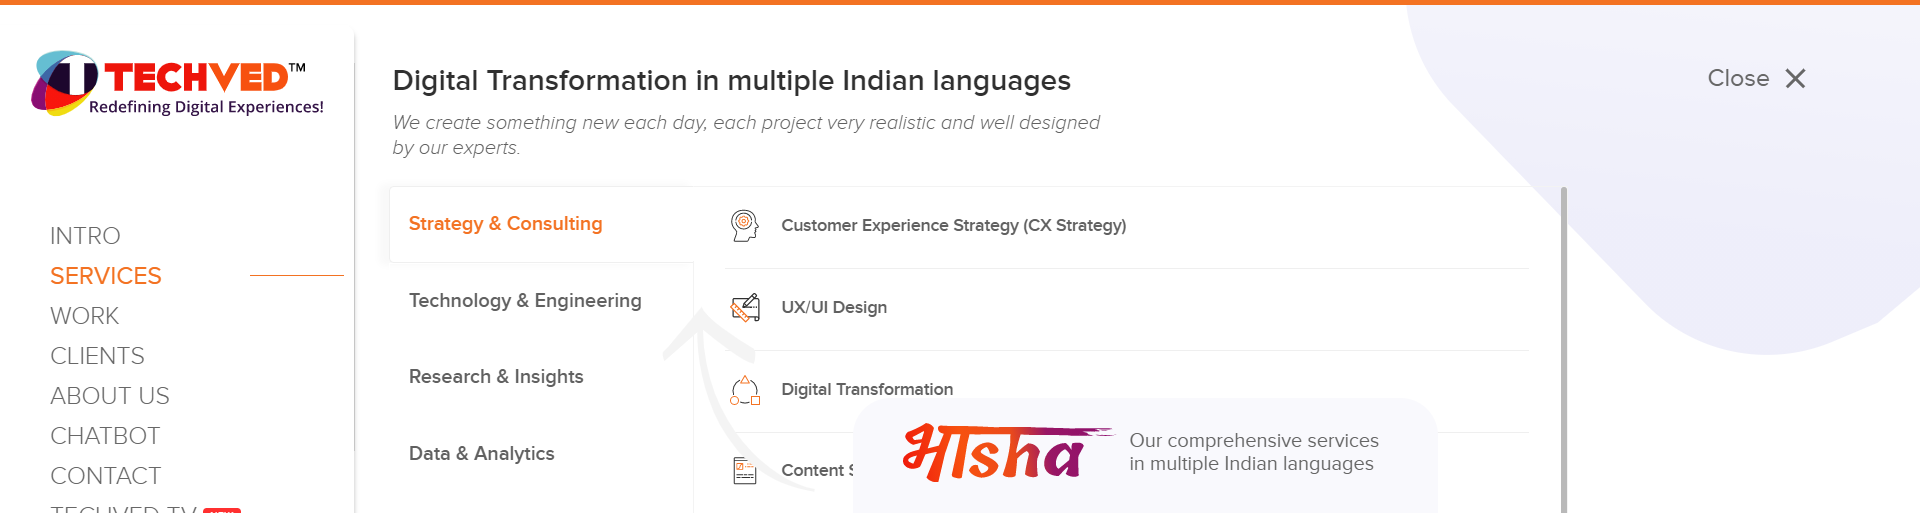 TECHVED™
Redefining Digital Experiences!
INTRO
SERVICES
WORK
CLIENTS
ABOUT US
CHATBOT
CONTACT
TECHVED TV NEW
Digital Transformation in multiple Indian languages
We create something new each day, each project very realistic and well designed
by our experts.
Close
Strategy & Consulting
Technology & Engineering
Research & Insights
Data & Analytics
Customer Experience Strategy (CX Strategy)
UX/UI Design
Digital Transformation
Content S
भाsha
Our comprehensive services
in multiple Indian languages